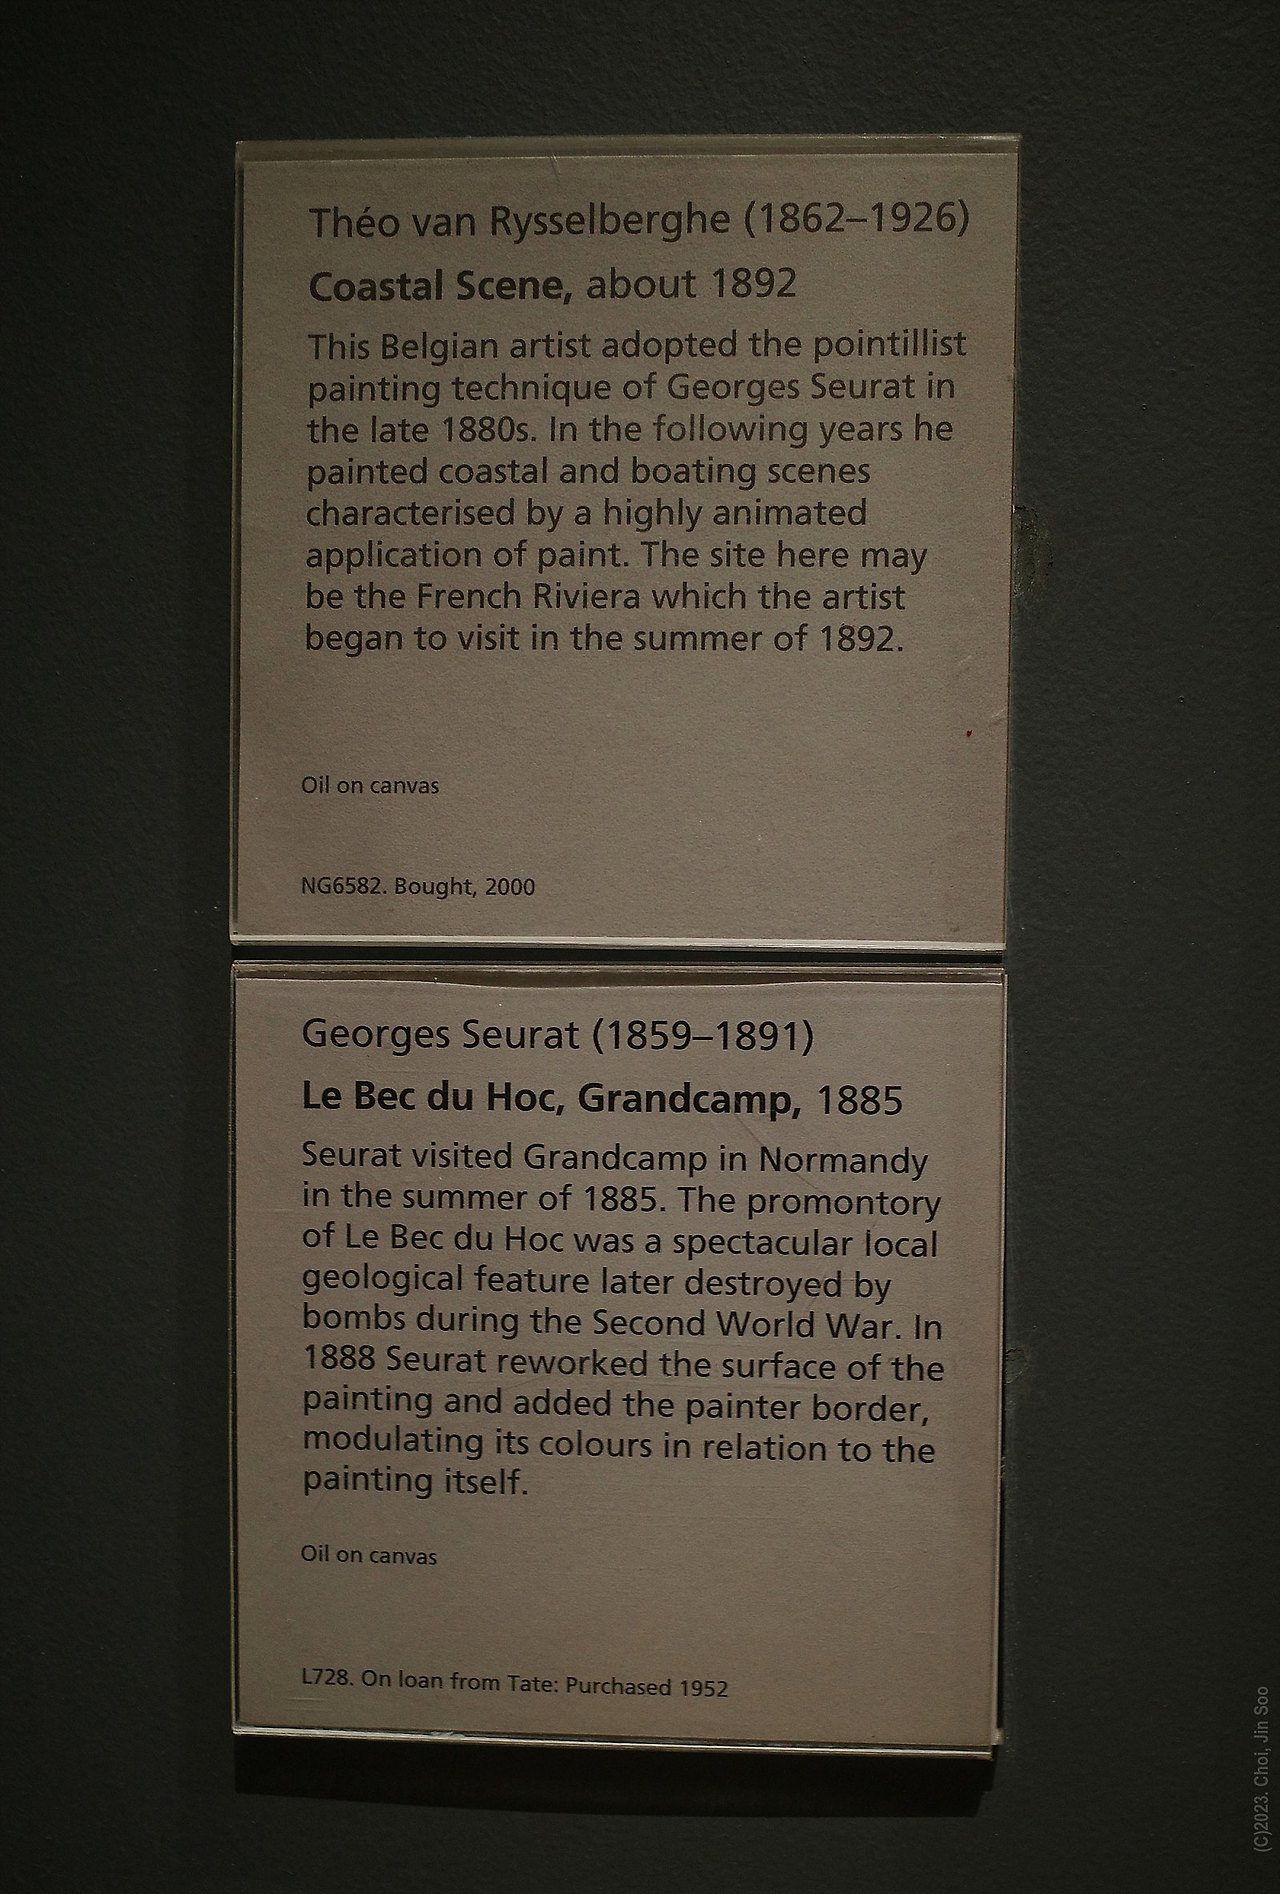 Théo van Rysselberghe (1862–1926)
Coastal Scene, about 1892
This Belgian artist adopted the pointillist
painting technique of Georges Seurat in
the late 1880s. In the following years he
painted coastal and boating scenes
characterised by a highly animated
application of paint. The site here may
be the French Riviera which the artist
began to visit in the summer of 1892.
Oil on canvas
NG6582. Bought, 2000
Georges Seurat (1859–1891)
Le Bec du Hoc, Grandcamp, 1885
Seurat visited Grandcamp in Normandy
in the summer of 1885. The promontory
of Le Bec du Hoc was a spectacular local
geological feature later destroyed by
bombs during the Second World War. In
1888 Seurat reworked the surface of the
painting and added the painter border,
modulating its colours in relation to the
painting itself.
Oil on canvas
L728. On loan from Tate: Purchased 1952
(C)2023. Choi, Jin Soo